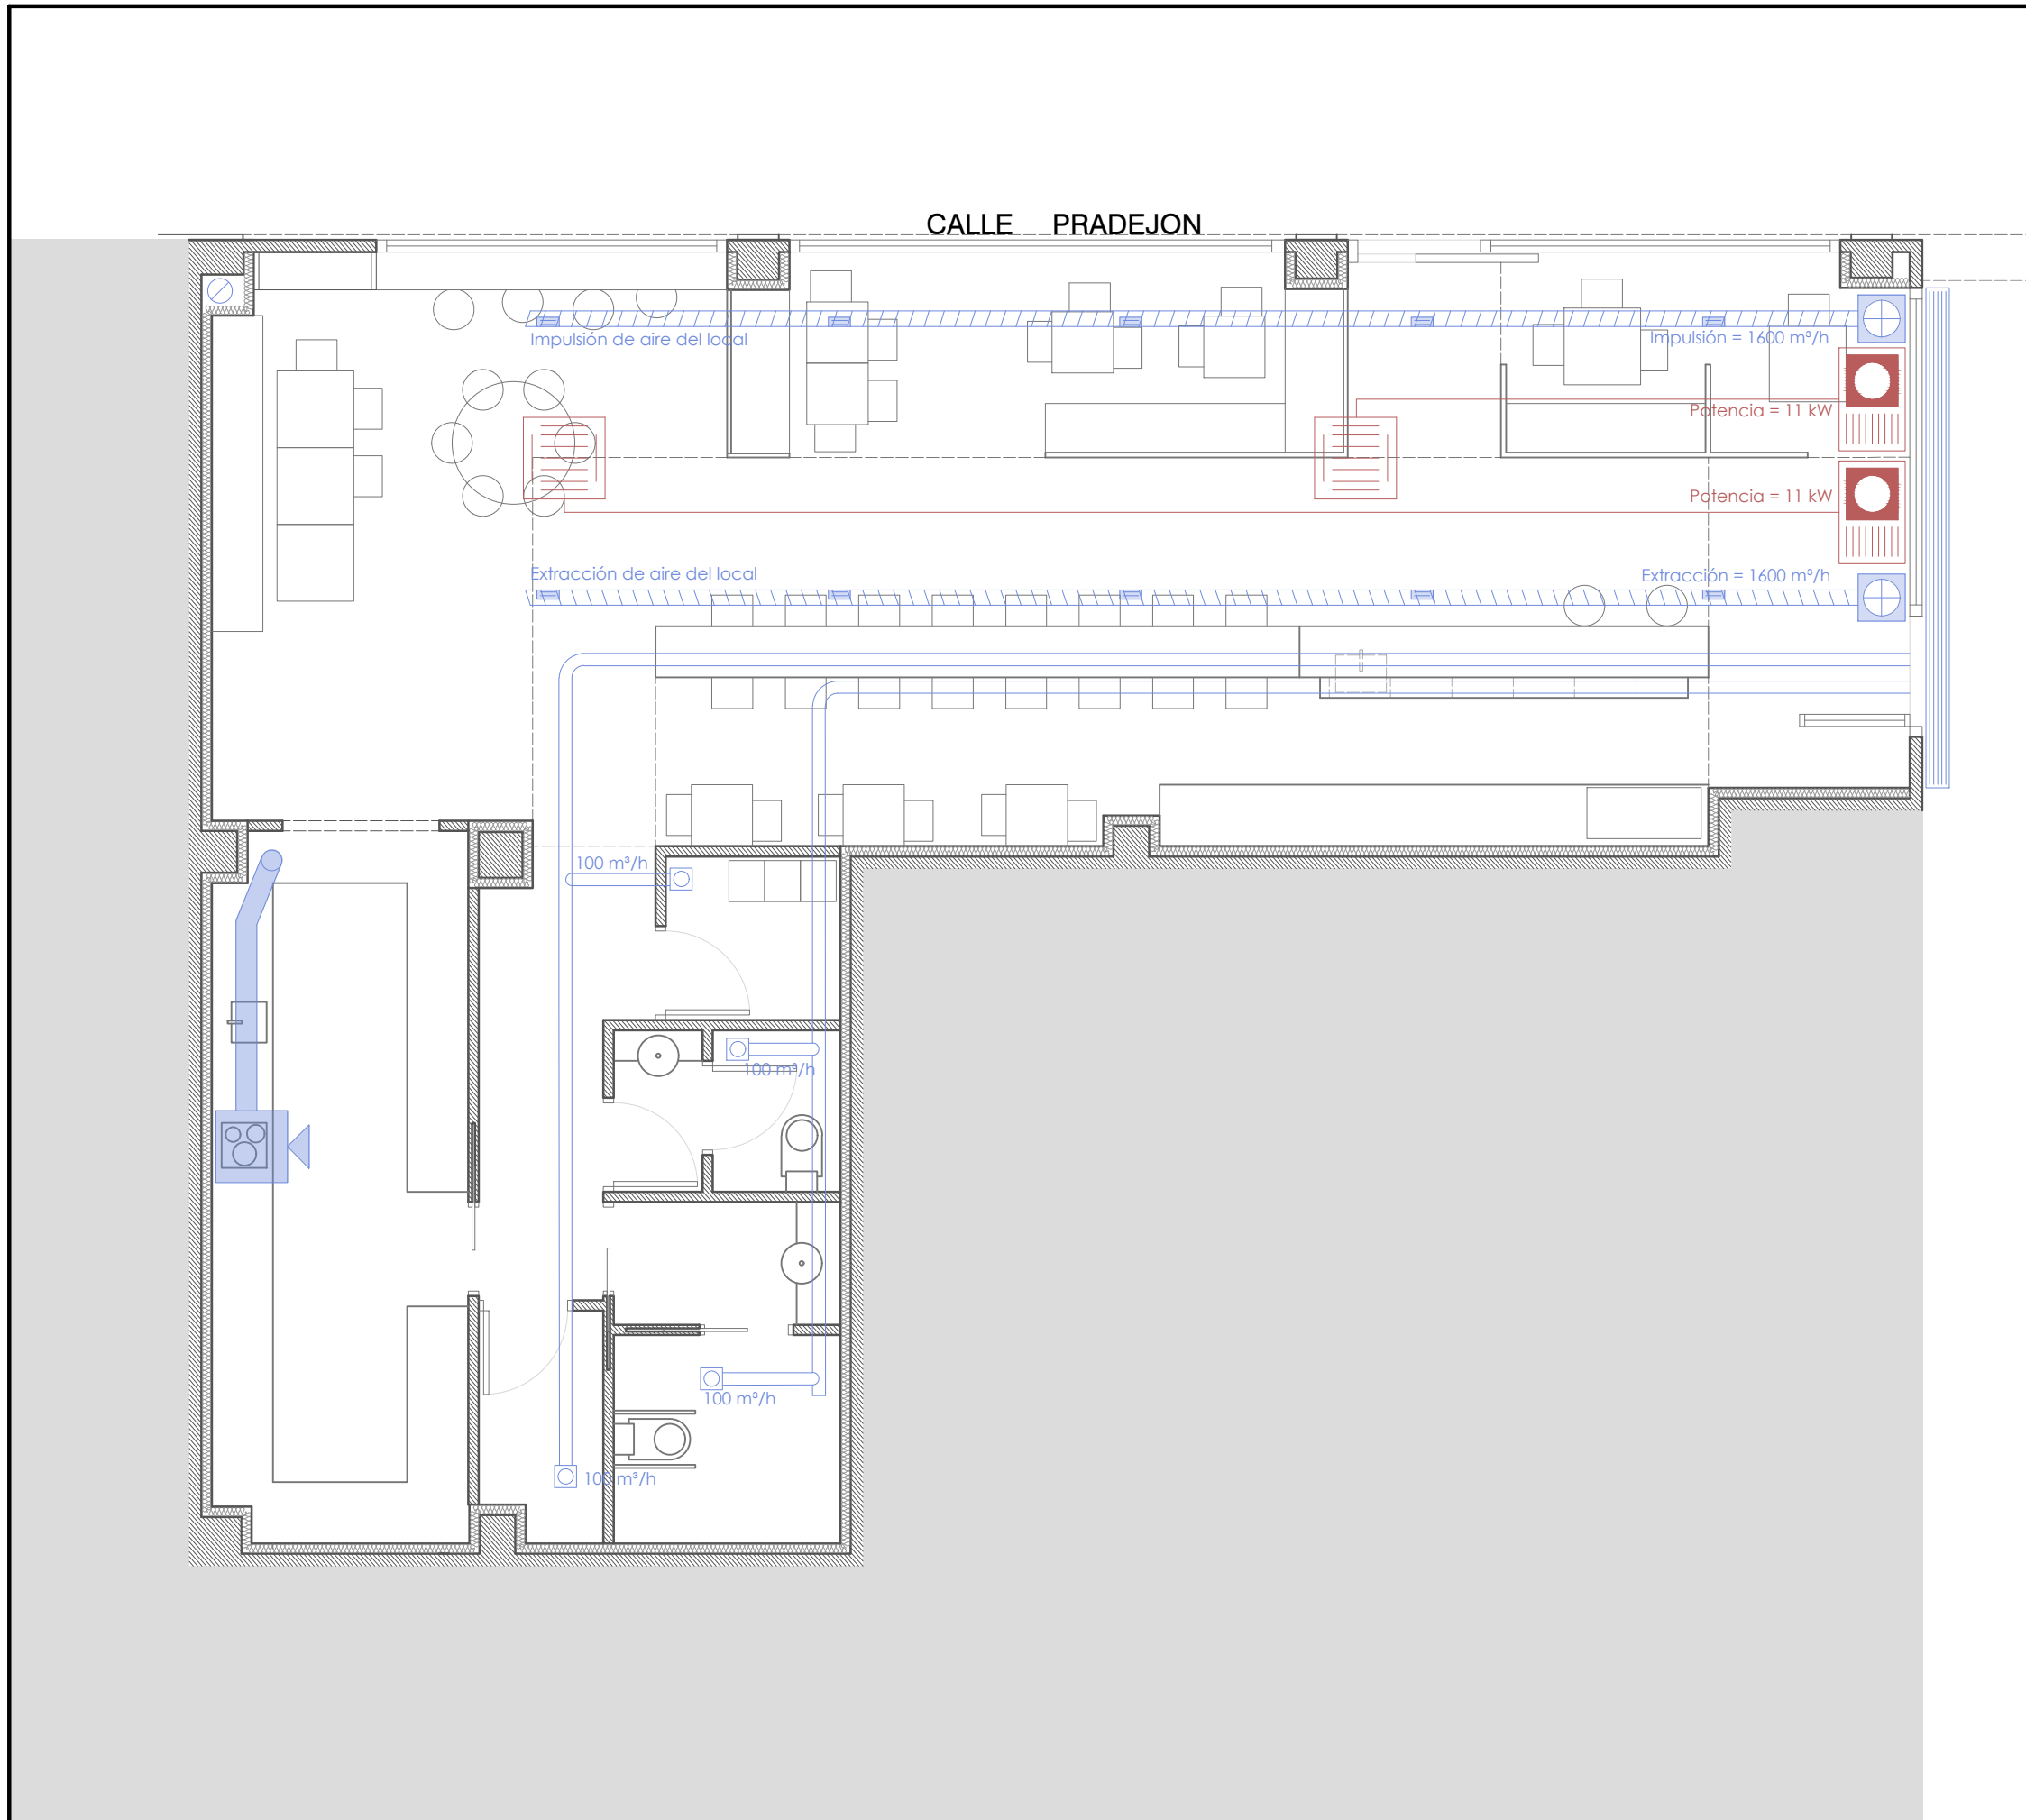 CALLE PRADEJON
Impulsión de aire del local
Impulsión = 1600 m³/h
Potencia = 11 kW
Potencia = 11 kW
Extracción de aire del local
Extracción = 1600 m³/h
100 m³/h
100 m³/h
100 m³/h
100 m³/h